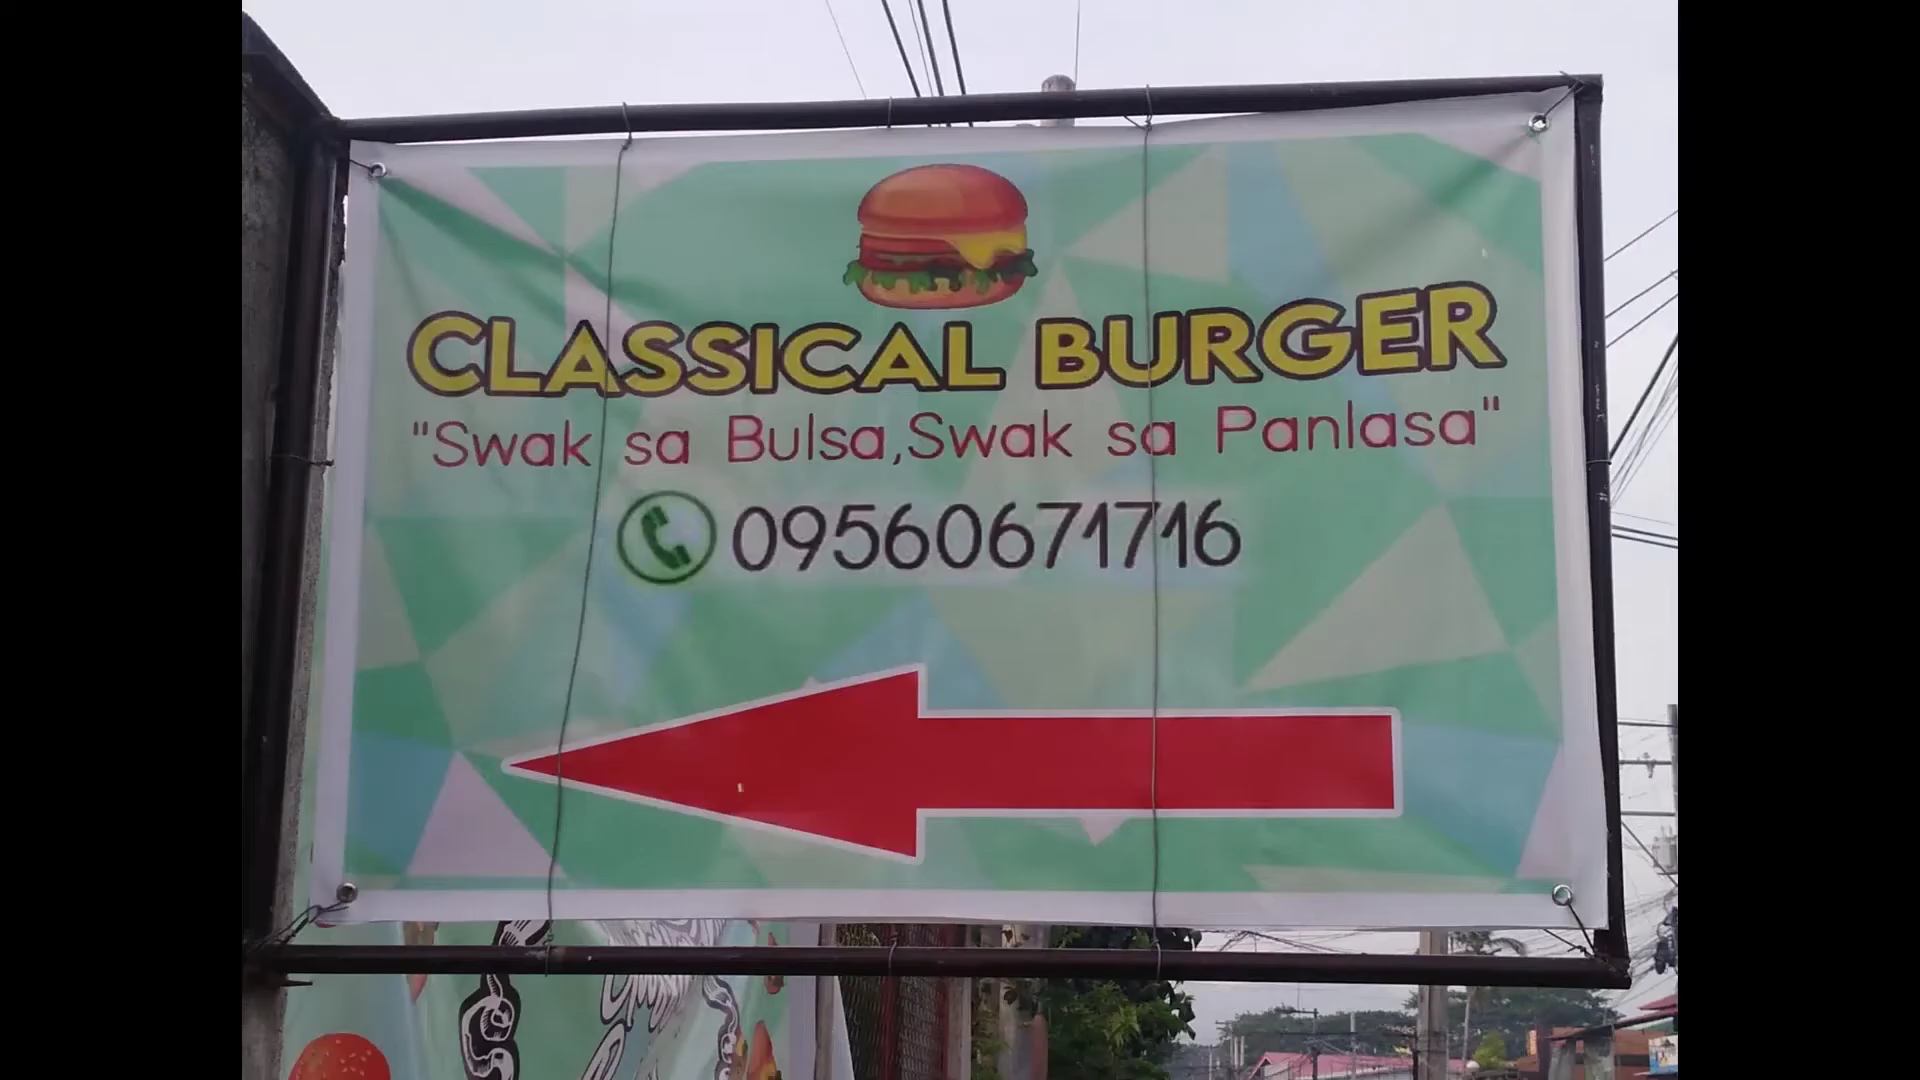 CLASSICAL BURGER
"Swak sa Bulsa,Swak sa Panlasa"
09560671716